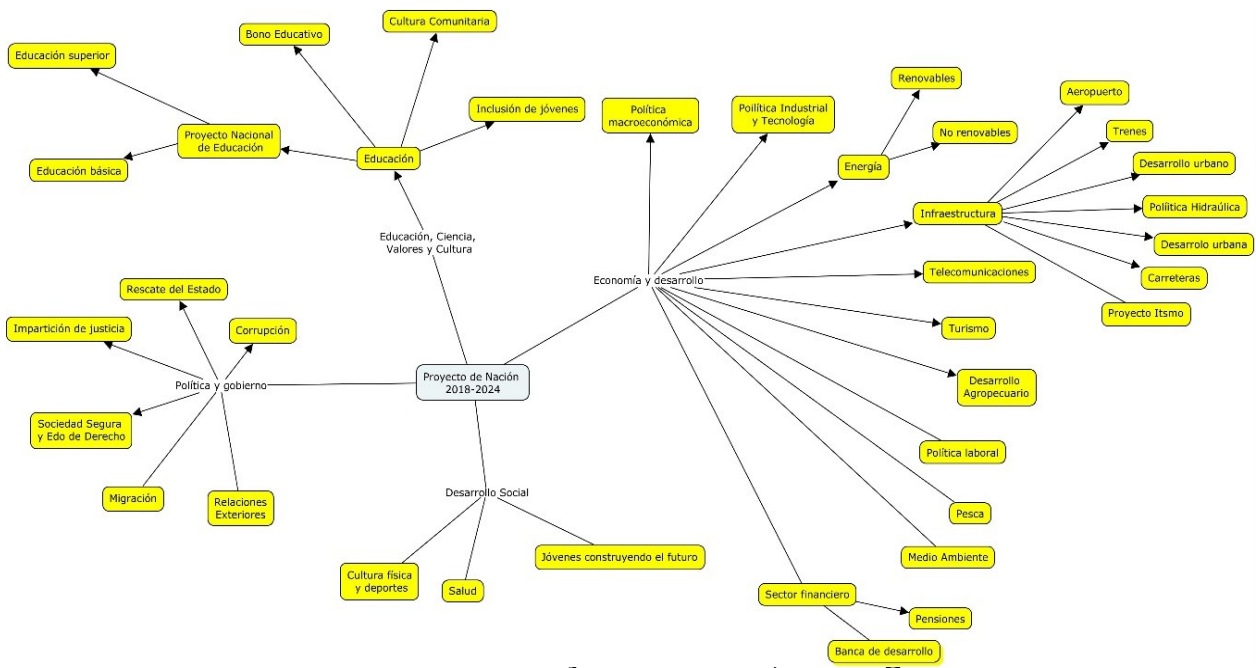 Cultura Comunitaria
Bono Educativo
Educación superior
Inclusión de jóvenes
Proyecto Nacional
de Educación
Educación
Educación básica
Educación, Ciencia,
Valores y Cultura
Política
macroeconómica
Poilítica Industrial
y Tecnología
Renovables
No renovables
Energía
Aeropuerto
Trenes
Desarrollo urbano
Infraestructura
Políitica Hidraúlica
Desarrolo urbana
Carreteras
Proyecto Itsmo
Economía y desarrollo
Telecomunicaciones
Turismo
Desarrollo
Agropecuario
Política laboral
Pesca
Medio Ambiente
Sector financiero
Pensiones
Banca de desarrollo
Rescate del Estado
Impartición de justicia
Corrupción
Política y gobierno
Sociedad Segura
y Edo de Derecho
Migración
Relaciones
Exteriores
Proyecto de Nación
2018-2024
Desarrollo Social
Jóvenes construyendo el futuro
Cultura física
y deportes
Salud